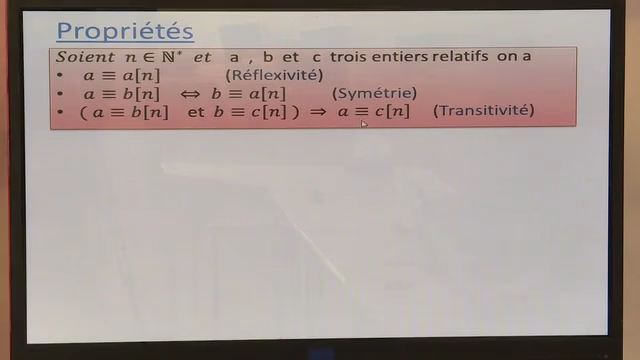 Propriétés
Soient n ∈ ℕ* et a , b et c trois entiers relatifs on a
• a ≡ a[n] (Réflexivité)
• a ≡ b[n] ⇔ b ≡ a[n] (Symétrie)
• ( a ≡ b[n] et b ≡ c[n] ) ⇒ a ≡ c[n] (Transitivité)